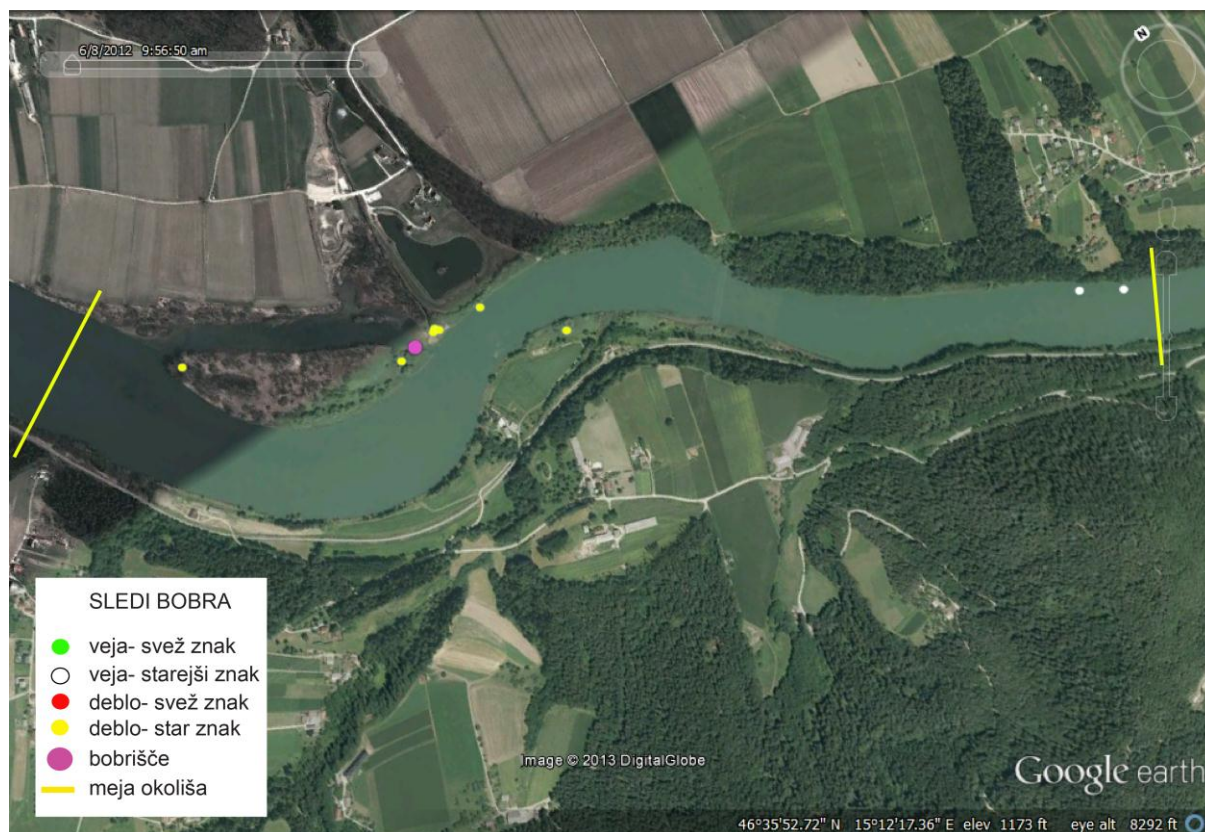 6/8/2012 9:56:50 am
N
SLEDI BOBRA
veja- svež znak
veja- starejši znak
deblo- svež znak
deblo- star znak
bobrišče
meja okoliša
Image © 2013 DigitalGlobe
Google earth
46°35'52.72" N 15°12'17.36" E elev 1173 ft eye alt 8292 ft